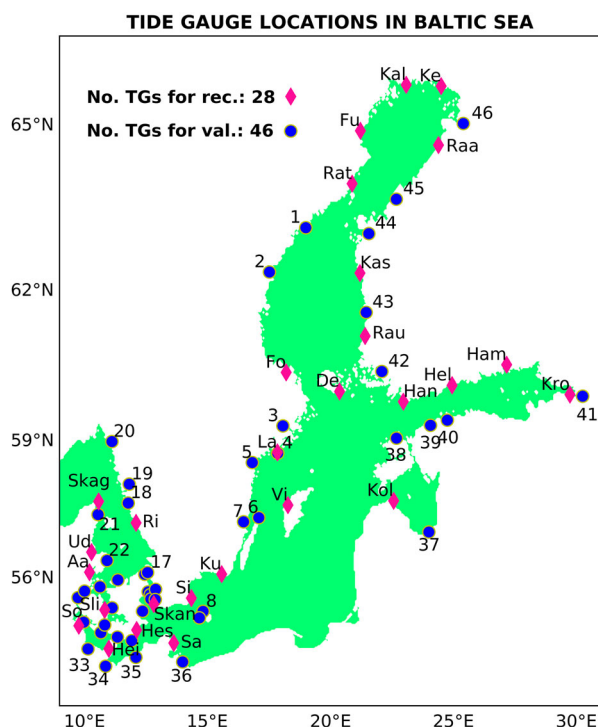 TIDE GAUGE LOCATIONS IN BALTIC SEA
Kal Ke
No. TGs for rec.: 28
46
65°N
No. TGs for val.: 46
Fu
Raa
Rat
45
1
44
2
Kas
62°N
43
Rau
Fo
42
Ham
De
Hel
Kro
Han
3
41
20
59°N
La 4
39 40
38
5
19
Skag
18
Vi
Kol
7 6
21
Ri
Ud
37
22
Aa
17
Ku
56°N
Si
Sli
8
So
Skan
Hes
Sa
33
Hei
35
34
36
10°E 15°E 20°E 25°E 30°E